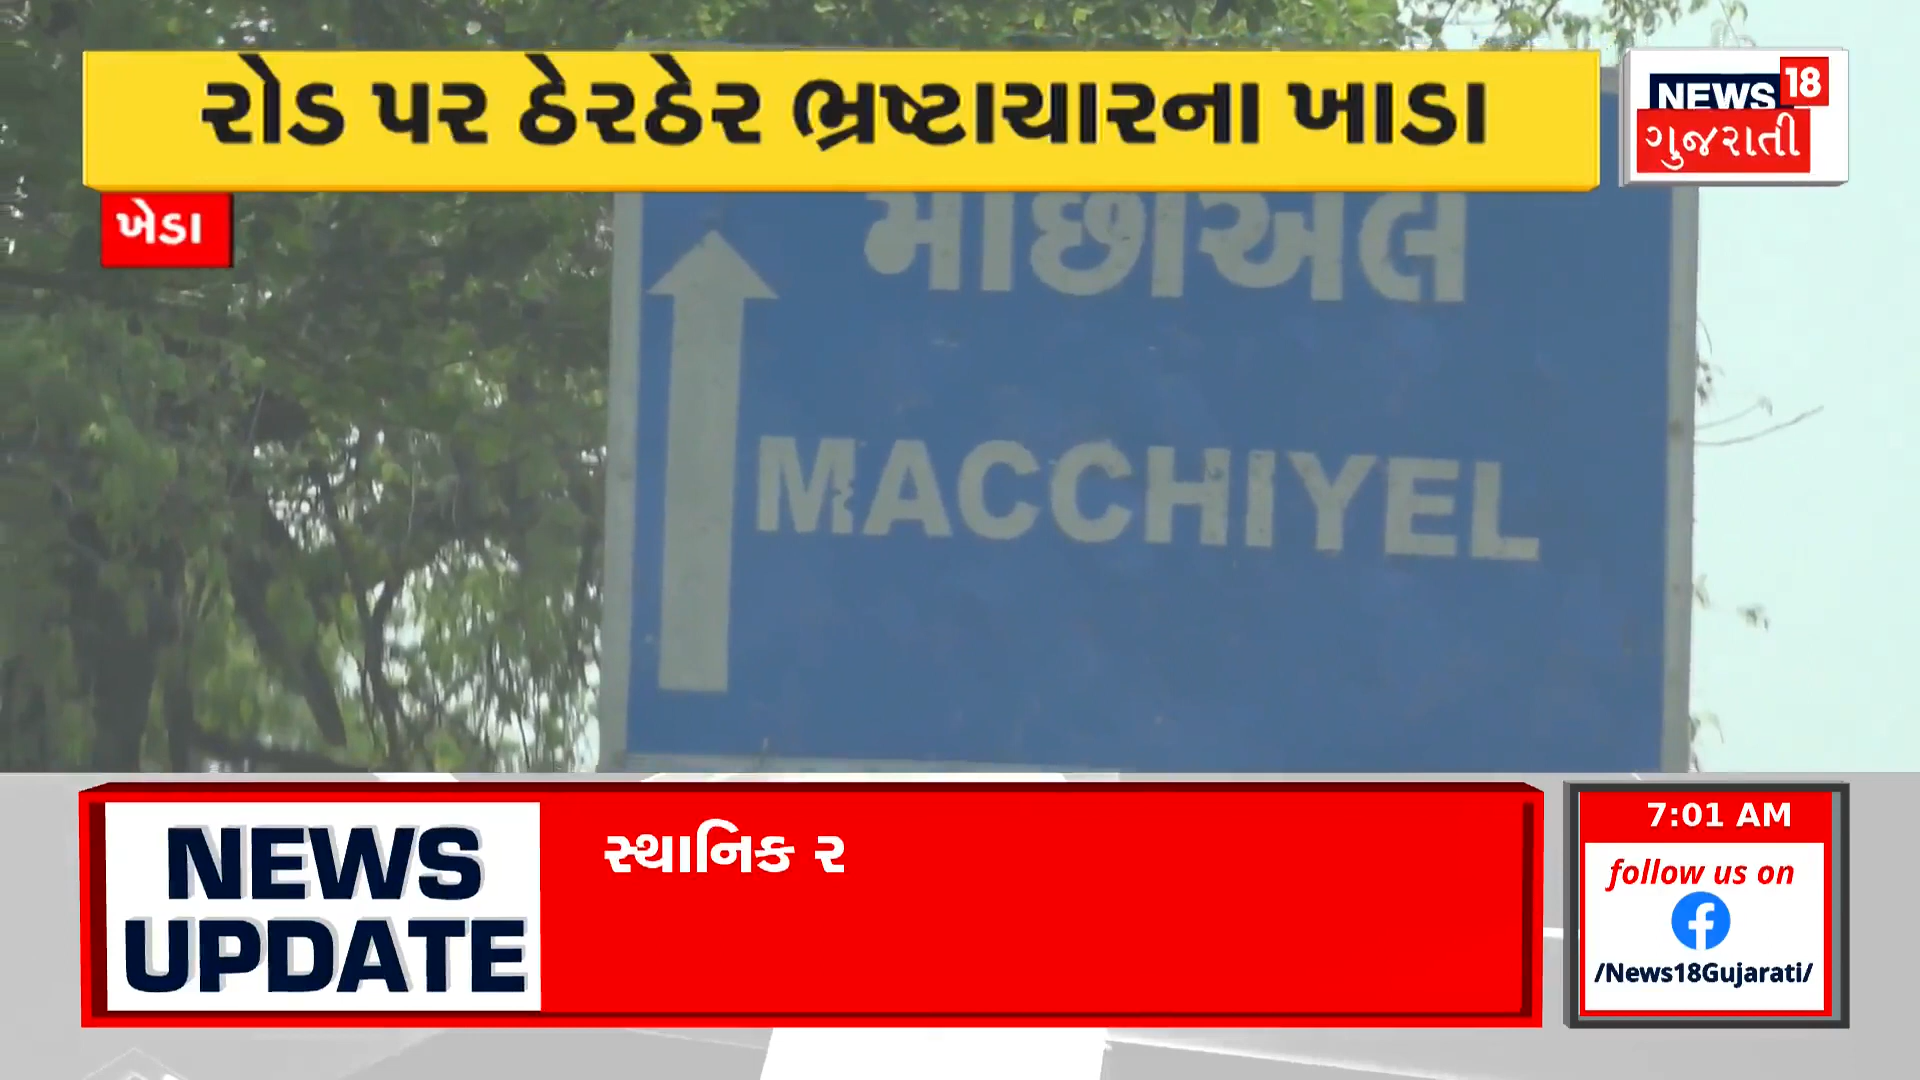 રોડ પર ઠેરઠેર ભ્રષ્ટાચારના ખાડા
NEWS 18
ગુજરાતી
ખેડા
માછીઅલ
MACCHIYEL
NEWS
UPDATE
સ્થાનિક ર
7:01 AM
follow us on
/News18Gujarati/